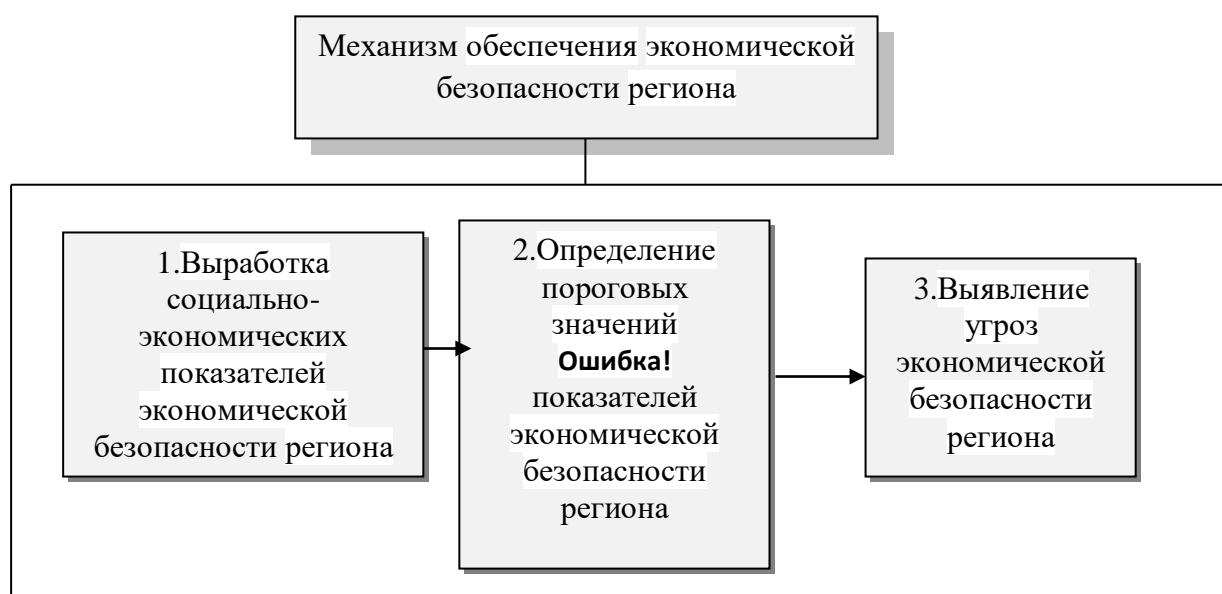 Механизм обеспечения экономической
безопасности региона
1.Выработка
социально-
экономических
показателей
экономической
безопасности региона
2.Определение
пороговых
значений
Ошибка!
показателей
экономической
безопасности
региона
3.Выявление
угроз
экономической
безопасности
региона